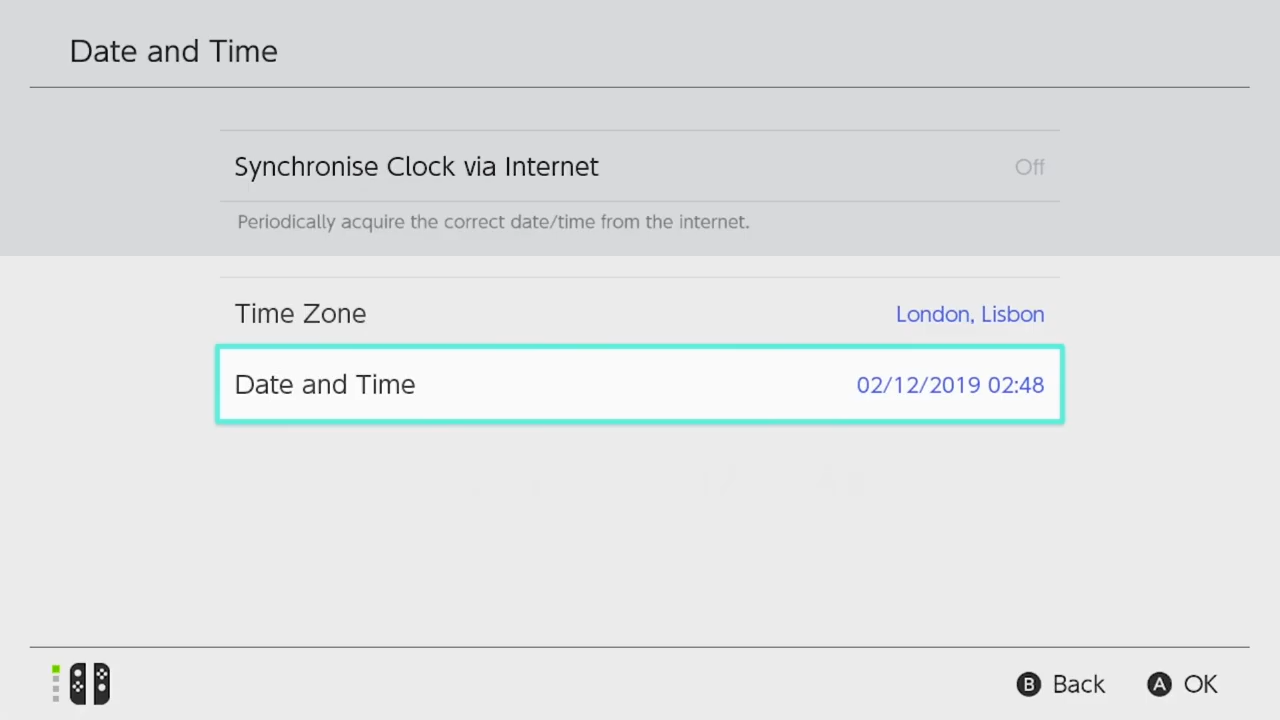 Date and Time
Synchronise Clock via Internet Off
Periodically acquire the correct date/time from the internet.
Time Zone London, Lisbon
Date and Time 02/12/2019 02:48
B Back A OK